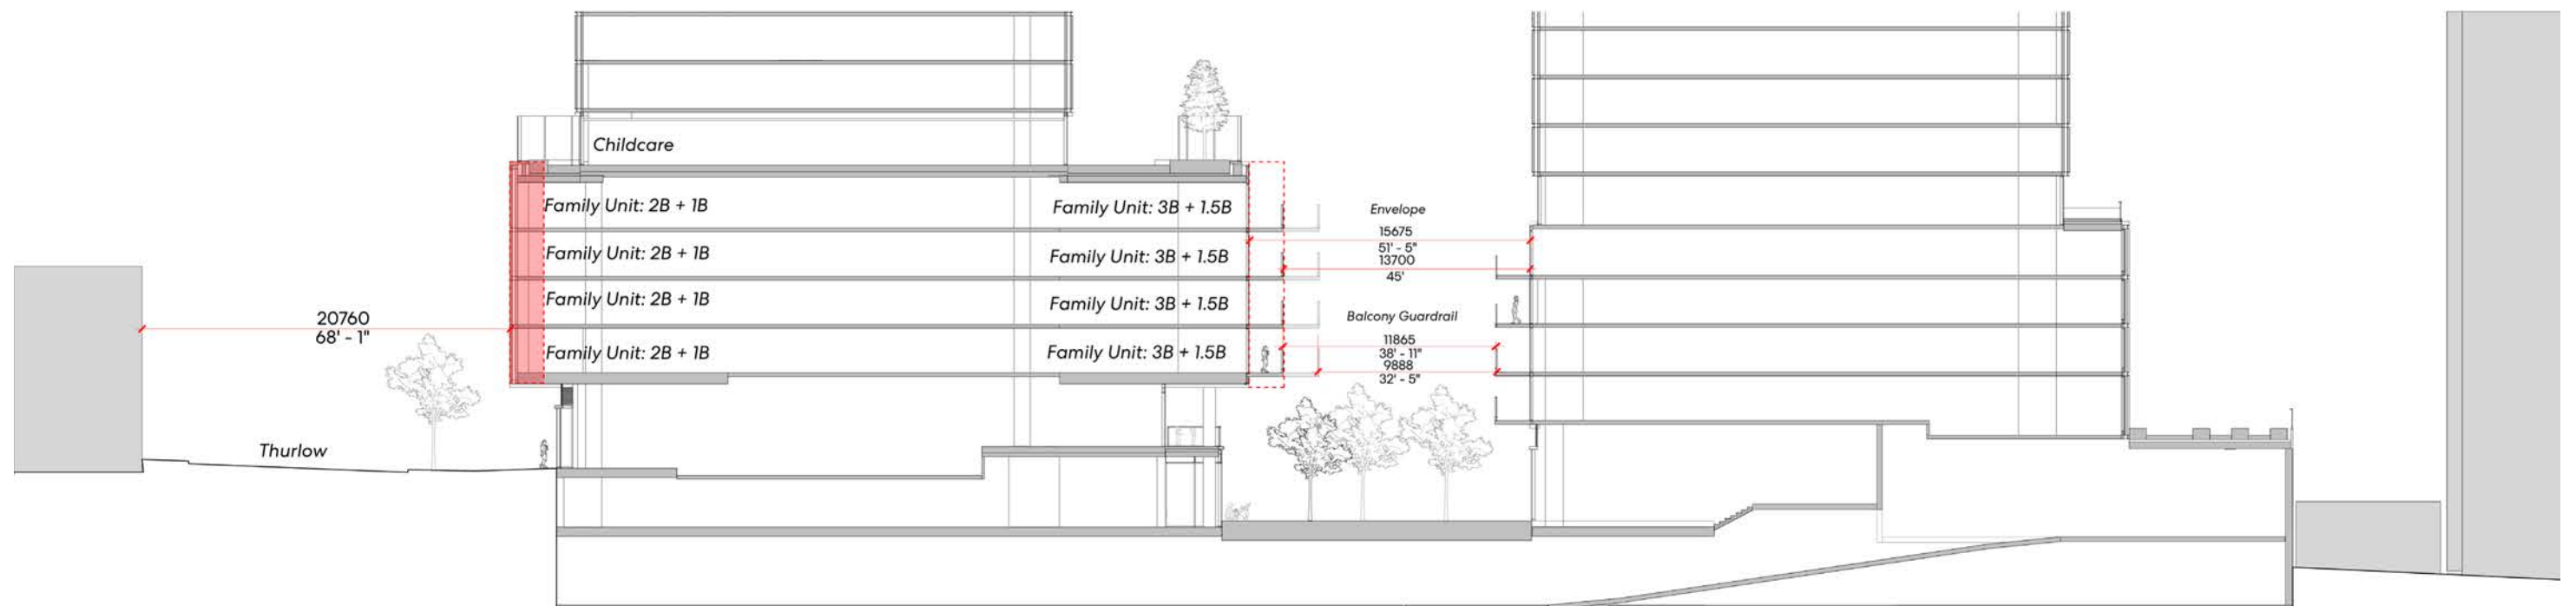 Childcare
Family Unit: 2B + 1B
Family Unit: 3B + 1.5B
Family Unit: 2B + 1B
Family Unit: 3B + 1.5B
Family Unit: 2B + 1B
Family Unit: 3B + 1.5B
Family Unit: 2B + 1B
Family Unit: 3B + 1.5B
Envelope
15675
51' - 5"
13700
45'
Balcony Guardrail
11865
38' - 11"
9888
32' - 5"
20760
68' - 1"
Thurlow